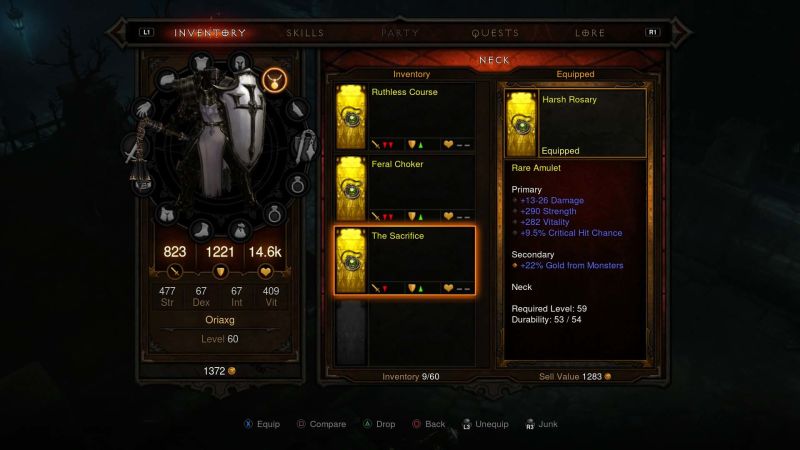 L1 INVENTORY SKILLS PARTY QUESTS LORE R1
NECK
Inventory
Equipped
Ruthless Course
Feral Choker
The Sacrifice
Harsh Rosary
Equipped
Rare Amulet
Primary
+13-26 Damage
+290 Strength
+282 Vitality
+9.5% Critical Hit Chance
Secondary
+22% Gold from Monsters
Neck
Required Level: 59
Durability: 53 / 54
823 1221 14.6k
477 67 67 409
Str Dex Int Vit
Oriaxg
Level 60
1372
Inventory 9/60
Sell Value 1283
Equip Compare Drop Back L3 Unequip R3 Junk